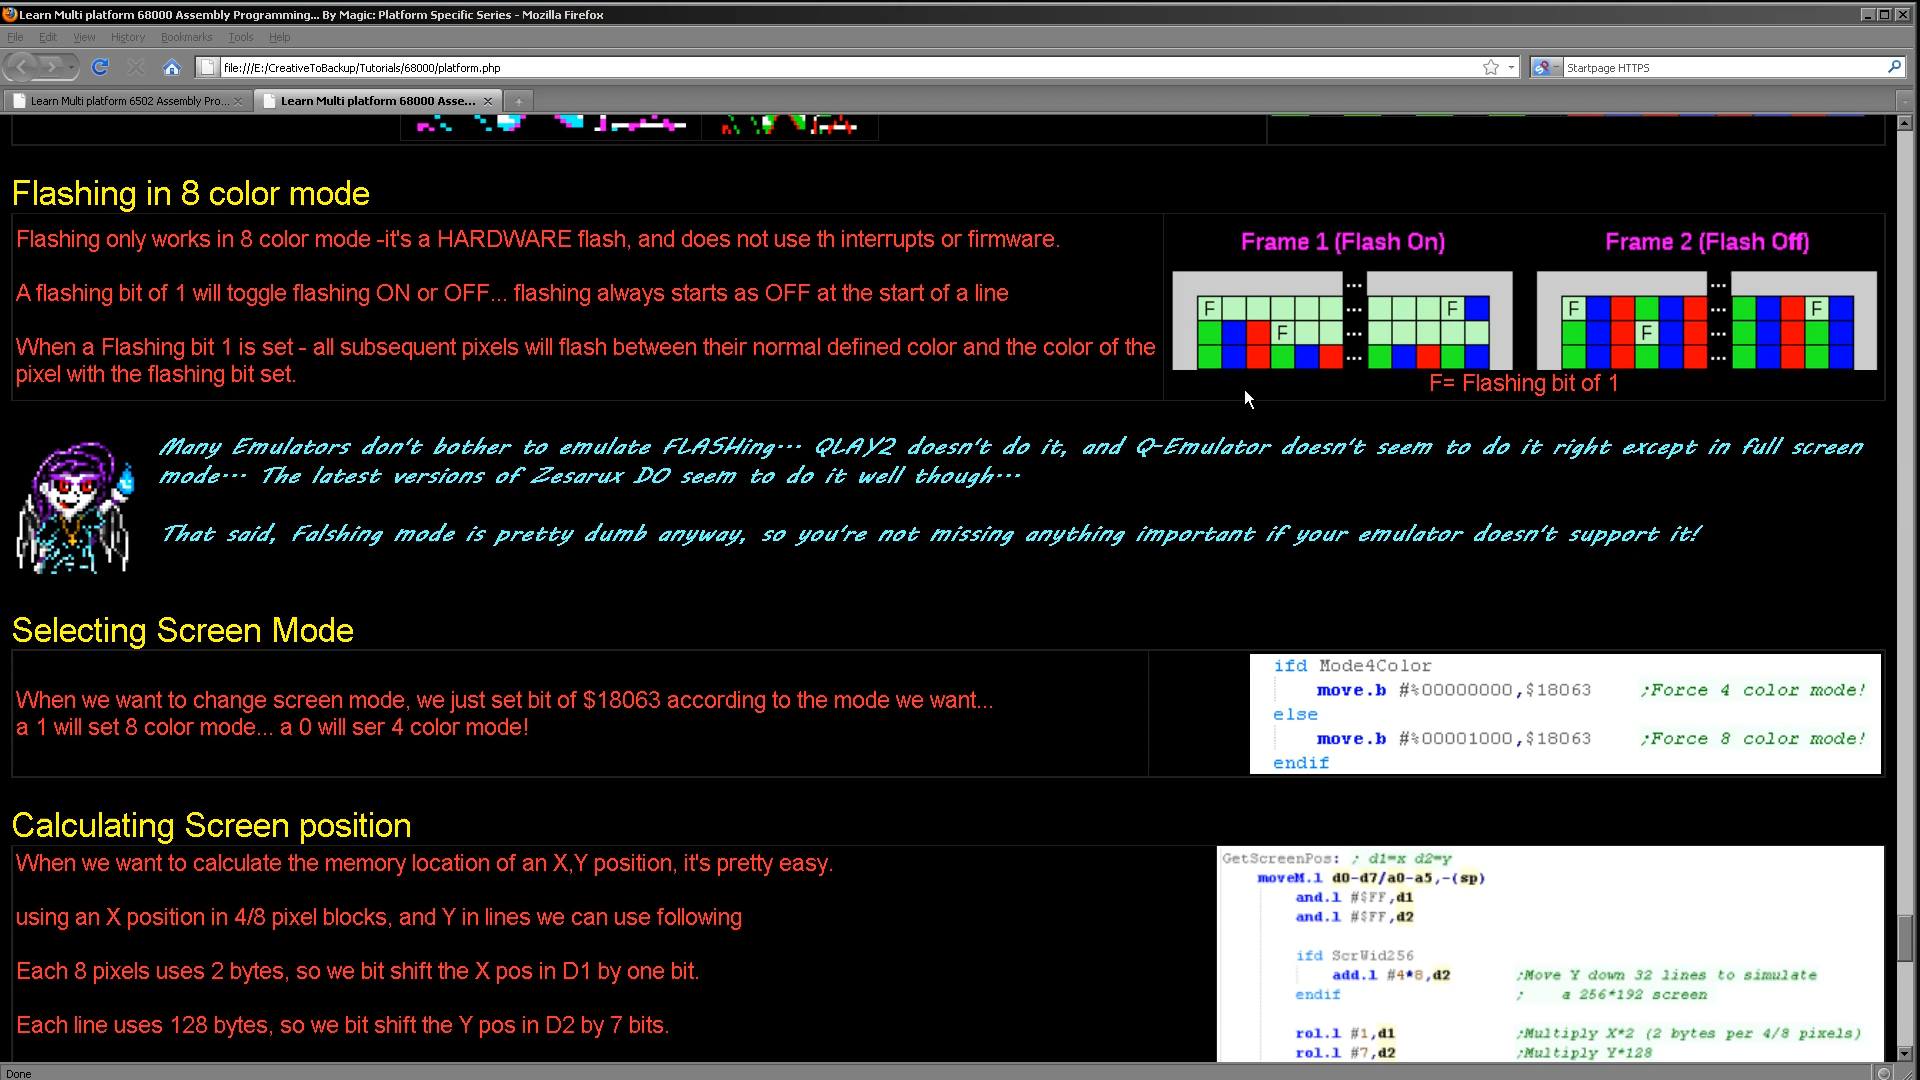 Learn Multi platform 68000 Assembly Programming... By Magic: Platform Specific Series - Mozilla Firefox
File Edit View History Bookmarks Tools Help
file:///E:/CreativeToBackup/Tutorials/68000/platform.php
Startpage HTTPS
Learn Multi platform 6502 Assembly Pro...
Learn Multi platform 68000 Asse...
Flashing in 8 color mode
Flashing only works in 8 color mode -it's a HARDWARE flash, and does not use th interrupts or firmware.
A flashing bit of 1 will toggle flashing ON or OFF... flashing always starts as OFF at the start of a line
When a Flashing bit 1 is set - all subsequent pixels will flash between their normal defined color and the color of the
pixel with the flashing bit set.
Frame 1 (Flash On)
Frame 2 (Flash Off)
...
...
F ... F
F ... F
F ...
F ...
...
...
F= Flashing bit of 1
Many Emulators don't bother to emulate FLASHing... QLAY2 doesn't do it, and Q-Emulator doesn't seem to do it right except in full screen
mode... The latest versions of Zesarux DO seem to do it well though...
That said, Falshing mode is pretty dumb anyway, so you're not missing anything important if your emulator doesn't support it!
Selecting Screen Mode
When we want to change screen mode, we just set bit of $18063 according to the mode we want...
a 1 will set 8 color mode... a 0 will ser 4 color mode!
ifd Mode4Color
move.b #%00000000,$18063 ;Force 4 color mode!
else
move.b #%00001000,$18063 ;Force 8 color mode!
endif
Calculating Screen position
When we want to calculate the memory location of an X,Y position, it's pretty easy.
using an X position in 4/8 pixel blocks, and Y in lines we can use following
Each 8 pixels uses 2 bytes, so we bit shift the X pos in D1 by one bit.
Each line uses 128 bytes, so we bit shift the Y pos in D2 by 7 bits.
GetScreenPos: ; d1=x d2=y
moveM.l d0-d7/a0-a5,-(sp)
and.l #$FF,d1
and.l #$FF,d2
ifd ScrWid256
add.l #4*8,d2 ;Move Y down 32 lines to simulate
endif ; a 256*192 screen
rol.l #1,d1 ;Multiply X*2 (2 bytes per 4/8 pixels)
rol.l #7,d2 ;Multiply Y*128
Done